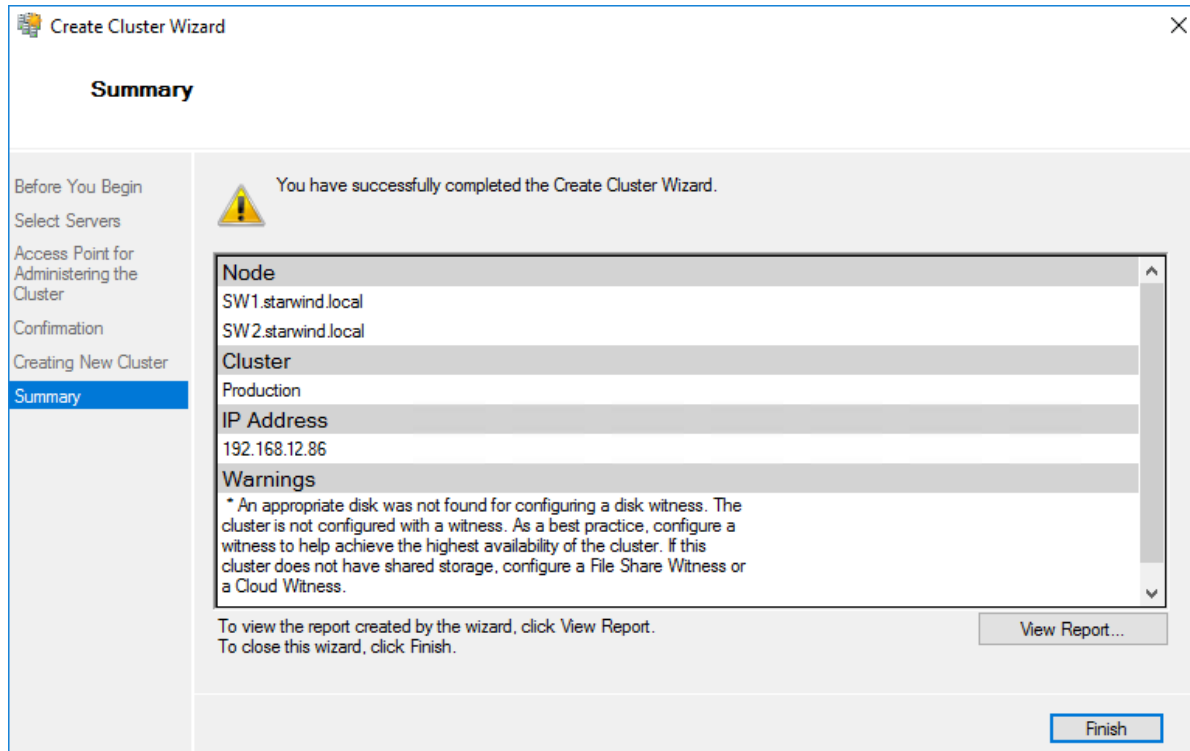 Create Cluster Wizard
Summary
Before You Begin
Select Servers
Access Point for
Administering the
Cluster
Confirmation
Creating New Cluster
Summary
You have successfully completed the Create Cluster Wizard.
Node
SW1.starwind.local
SW2.starwind.local
Cluster
Production
IP Address
192.168.12.86
Warnings
* An appropriate disk was not found for configuring a disk witness. The
cluster is not configured with a witness. As a best practice, configure a
witness to help achieve the highest availability of the cluster. If this
cluster does not have shared storage, configure a File Share Witness or
a Cloud Witness.
To view the report created by the wizard, click View Report.
To close this wizard, click Finish.
View Report...
Finish